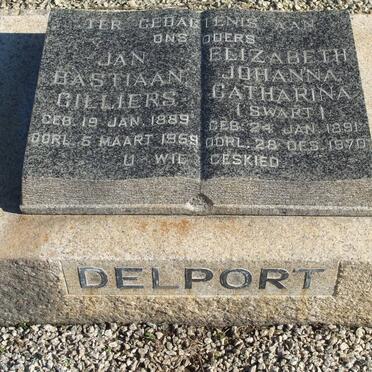 TER GEDAGTENIS AAN
ONS OUERS
JAN
BASTIAAN
CILLIERS
GEB. 19 JAN. 1889
OORL. 5 MAART 1959
ELIZABETH
JOHANNA
CATHARINA
(SWART)
GEB. 24 JAN. 1891
OORL. 28 DES. 1970
U WIL GESKIED
DELPORT